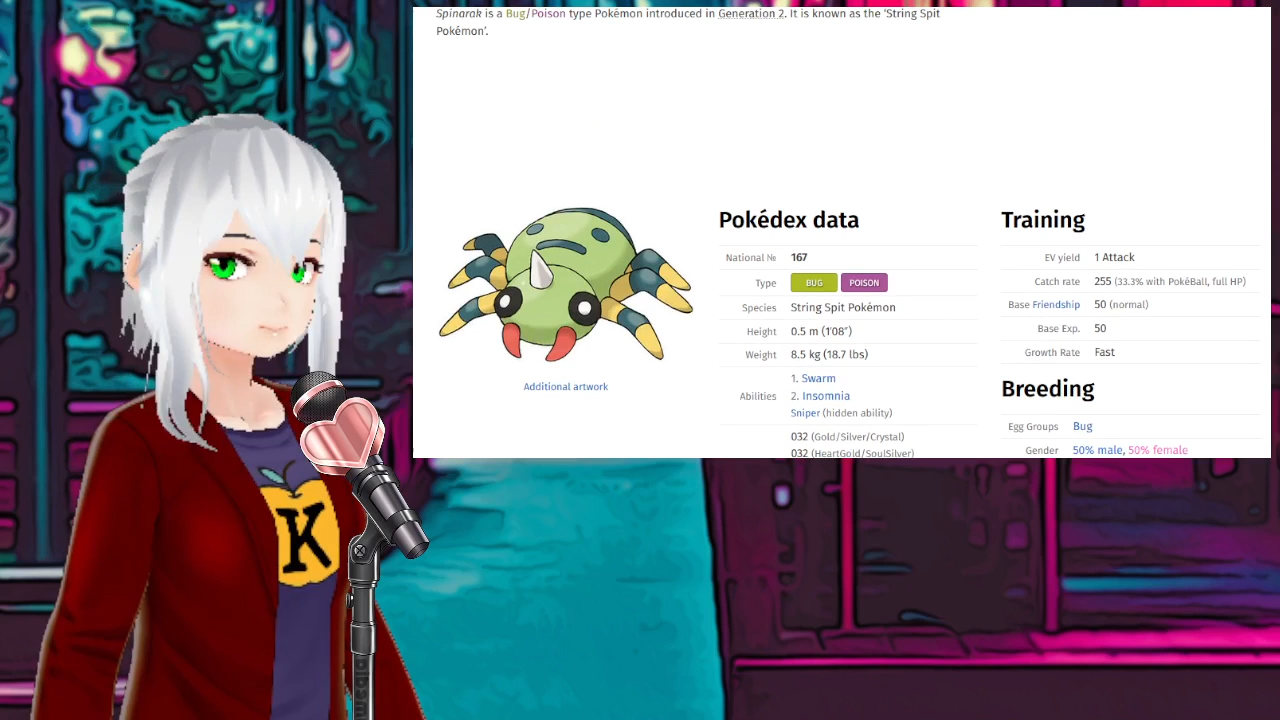 Spinarak is a Bug/Poison type Pokémon introduced in Generation 2. It is known as the 'String Spit
Pokémon'.
Additional artwork
Pokédex data
National № 167
Type BUG POISON
Species String Spit Pokémon
Height 0.5 m (1′08″)
Weight 8.5 kg (18.7 lbs)
Abilities 1. Swarm
2. Insomnia
Sniper (hidden ability)
032 (Gold/Silver/Crystal)
032 (HeartGold/SoulSilver)
Training
EV yield 1 Attack
Catch rate 255 (33.3% with PokéBall, full HP)
Base Friendship 50 (normal)
Base Exp. 50
Growth Rate Fast
Breeding
Egg Groups Bug
Gender 50% male, 50% female
K